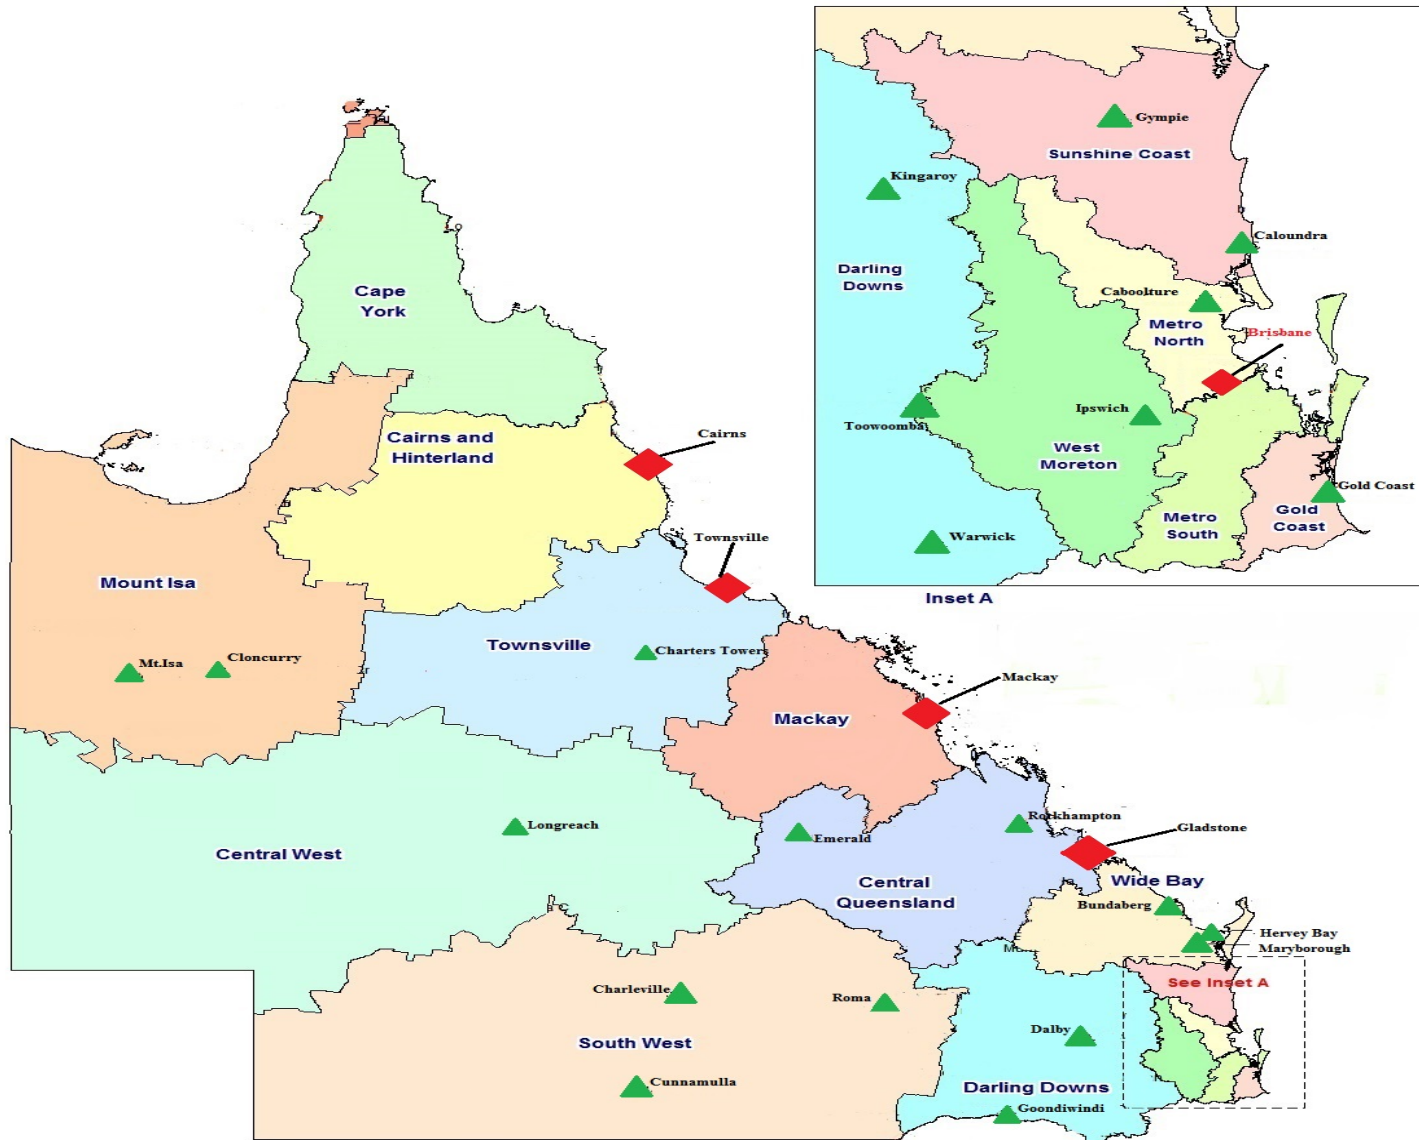 Gympie
Sunshine Coast
Kingaroy
Caloundra
Darling
Downs
Caboolture
Metro
North
Brisbane
Toowoomba
Ipswich
West
Moreton
Gold Coast
Metro
South
Gold
Coast
Warwick
Inset A
Cape
York
Cairns and
Hinterland
Cairns
Townsville
Mount Isa
Townsville
Mt.Isa
Cloncurry
Charters Towers
Mackay
Mackay
Longreach
Emerald
Rorkhampton
Gladstone
Central West
Central
Queensland
Wide Bay
Bundaberg
Hervey Bay
Maryborough
See Inset A
Charleville
Roma
Dalby
South West
Cunnamulla
Darling Downs
Goondiwindi